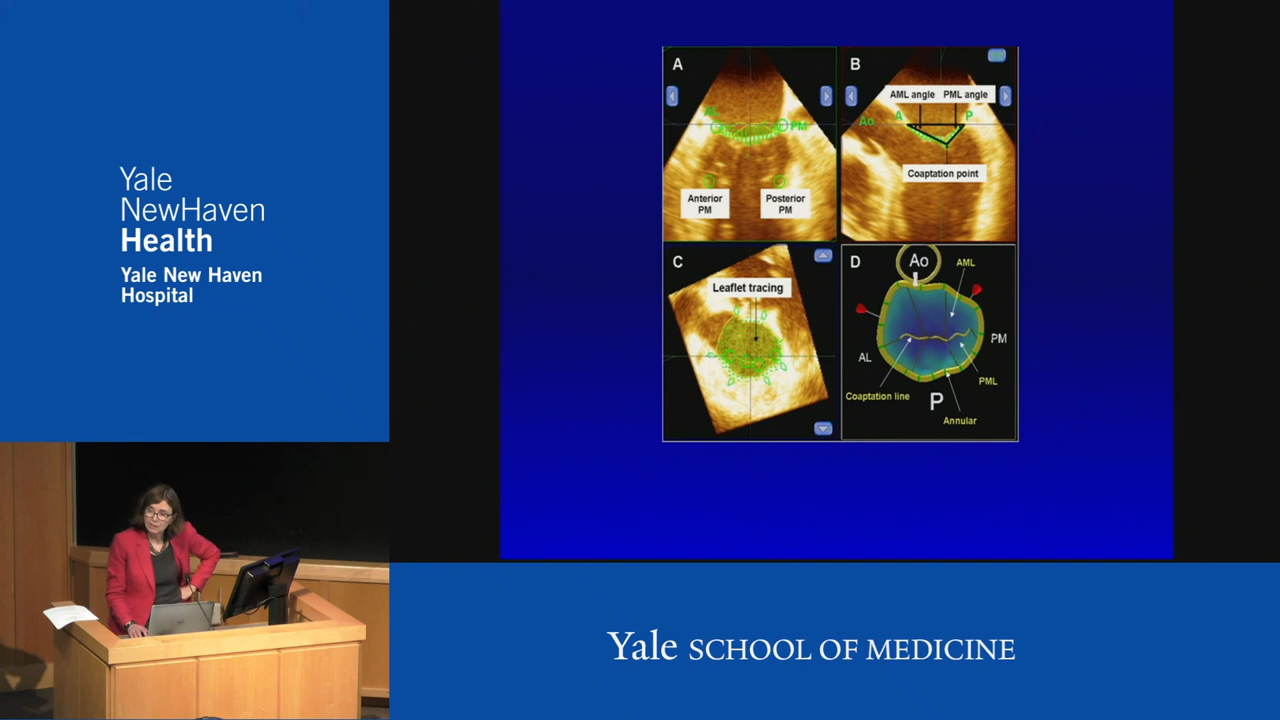 Yale
NewHaven
Health
Yale New Haven
Hospital
A
AL
PM
Anterior
PM
Posterior
PM
B
AML angle PML angle
Ao
A
P
Coaptation point
C
Leaflet tracing
D
Ao
AML
AL
PM
PML
Coaptation line
P
Annular
Yale SCHOOL OF MEDICINE